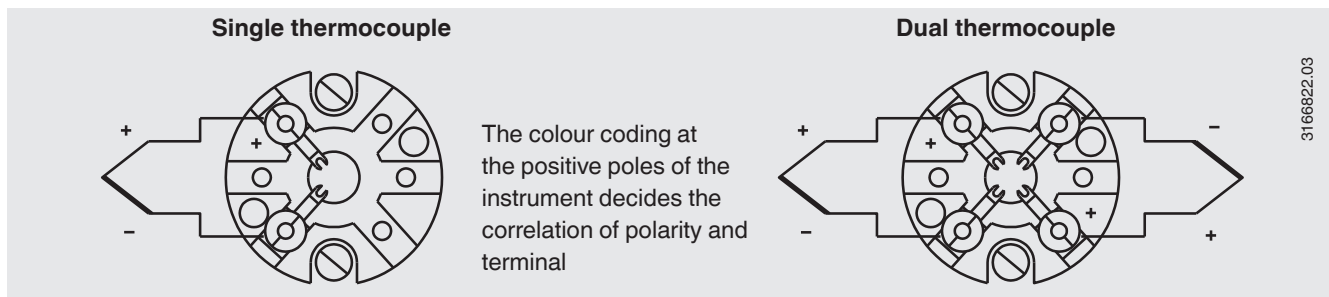 Single thermocouple
+
+
−
The colour coding at
the positive poles of the
instrument decides the
correlation of polarity and
terminal
Dual thermocouple
+
+
−
−
+
+
3166822.03